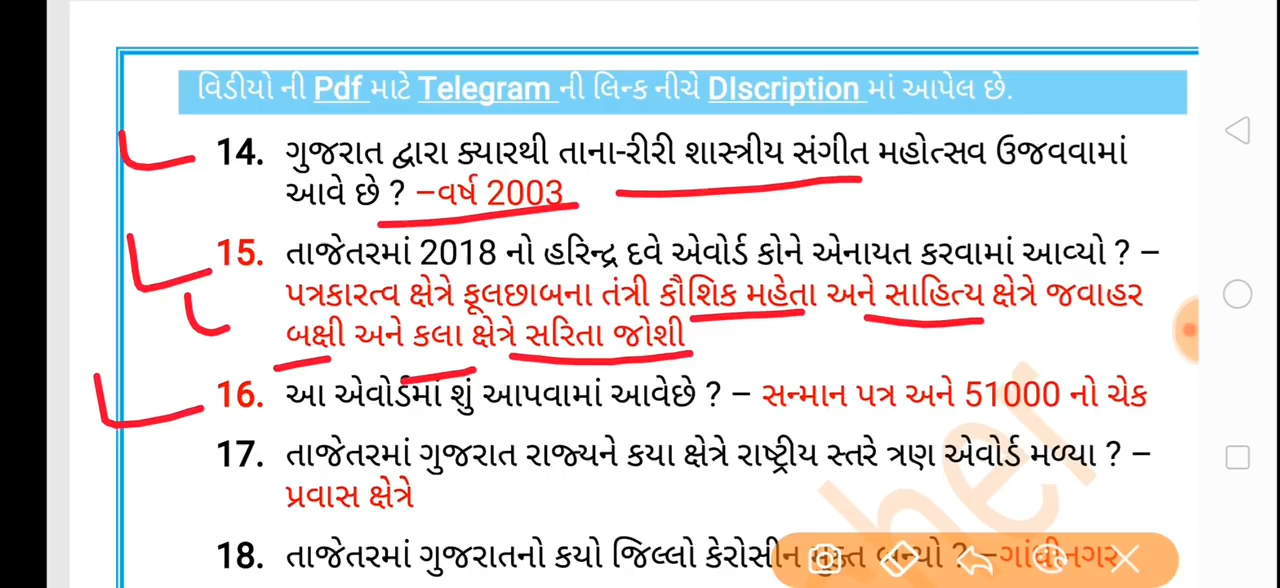 વિડીયો ની Pdf માટે Telegram ની લિન્ક નીચે DIscription માં આપેલ છે.
14. ગુજરાત દ્વારા ક્યારથી તાના-રીરી શાસ્ત્રીય સંગીત મહોત્સવ ઉજવવામાં
આવે છે ? –વર્ષ 2003
15. તાજેતરમાં 2018 નો હરિન્દ્ર દવે એવોર્ડ કોને એનાયત કરવામાં આવ્યો ? –
પત્રકારત્વ ક્ષેત્રે ફૂલછાબના તંત્રી કૌશિક મહેતા અને સાહિત્ય ક્ષેત્રે જવાહર
બક્ષી અને કલા ક્ષેત્રે સરિતા જોશી
16. આ એવોર્ડમાં શું આપવામાં આવેછે ? – સન્માન પત્ર અને 51000 નો ચેક
17. તાજેતરમાં ગુજરાત રાજ્યને કયા ક્ષેત્રે રાષ્ટ્રીય સ્તરે ત્રણ એવોર્ડ મળ્યા ? –
પ્રવાસ ક્ષેત્રે
18. તાજેતરમાં ગુજરાતનો કયો જિલ્લો કેરોસીન મુક્ત બન્યો ? –ગાંધીનગર